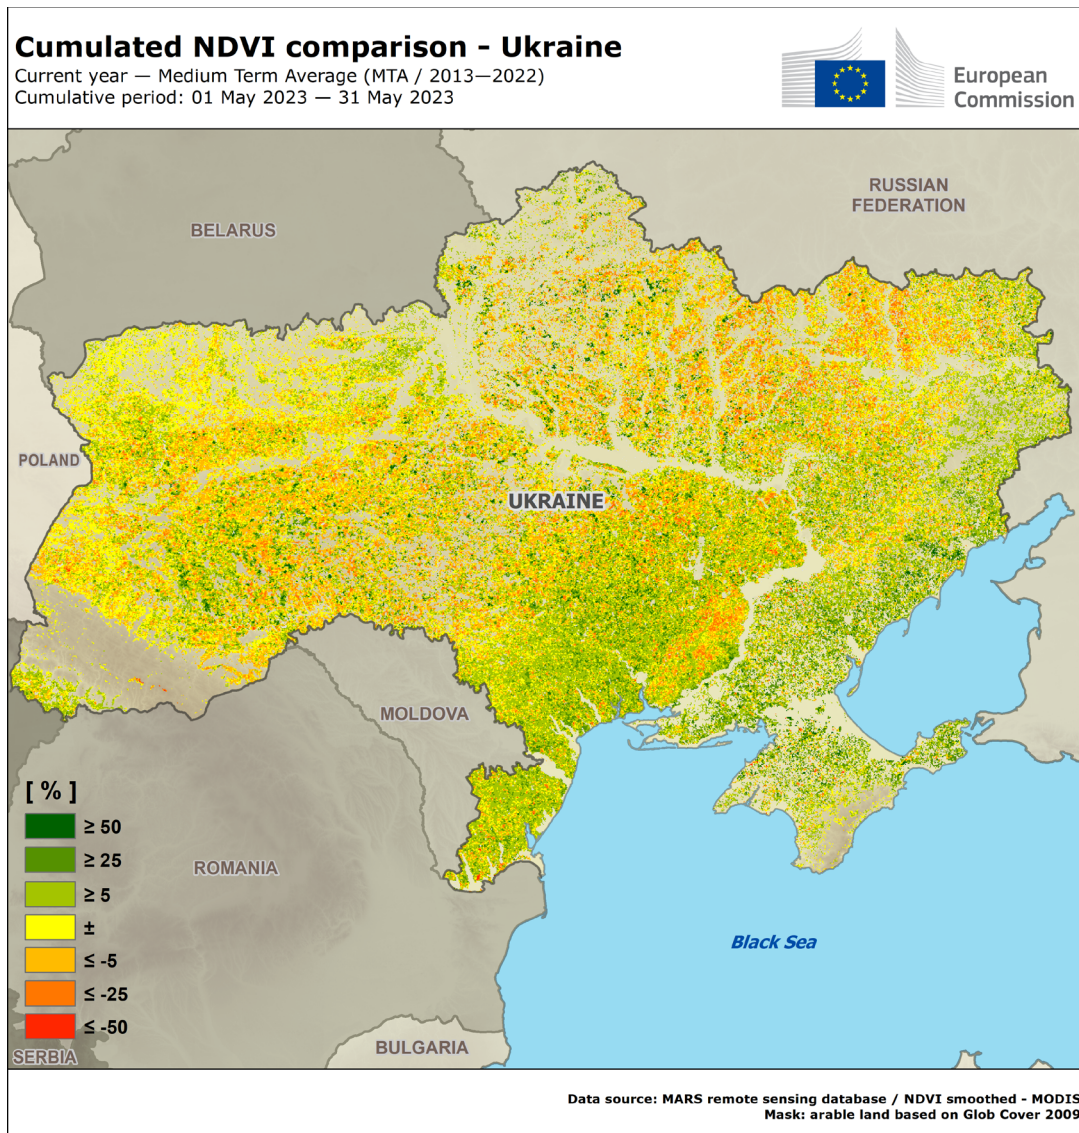 Cumulated NDVI comparison - Ukraine
Current year — Medium Term Average (MTA / 2013—2022)
Cumulative period: 01 May 2023 — 31 May 2023
European
Commission
RUSSIAN
FEDERATION
BELARUS
POLAND
UKRAINE
MOLDOVA
ROMANIA
Black Sea
BULGARIA
SERBIA
[ % ]
≥ 50
≥ 25
≥ 5
±
≤ -5
≤ -25
≤ -50
Data source: MARS remote sensing database / NDVI smoothed - MODIS
Mask: arable land based on Glob Cover 2009